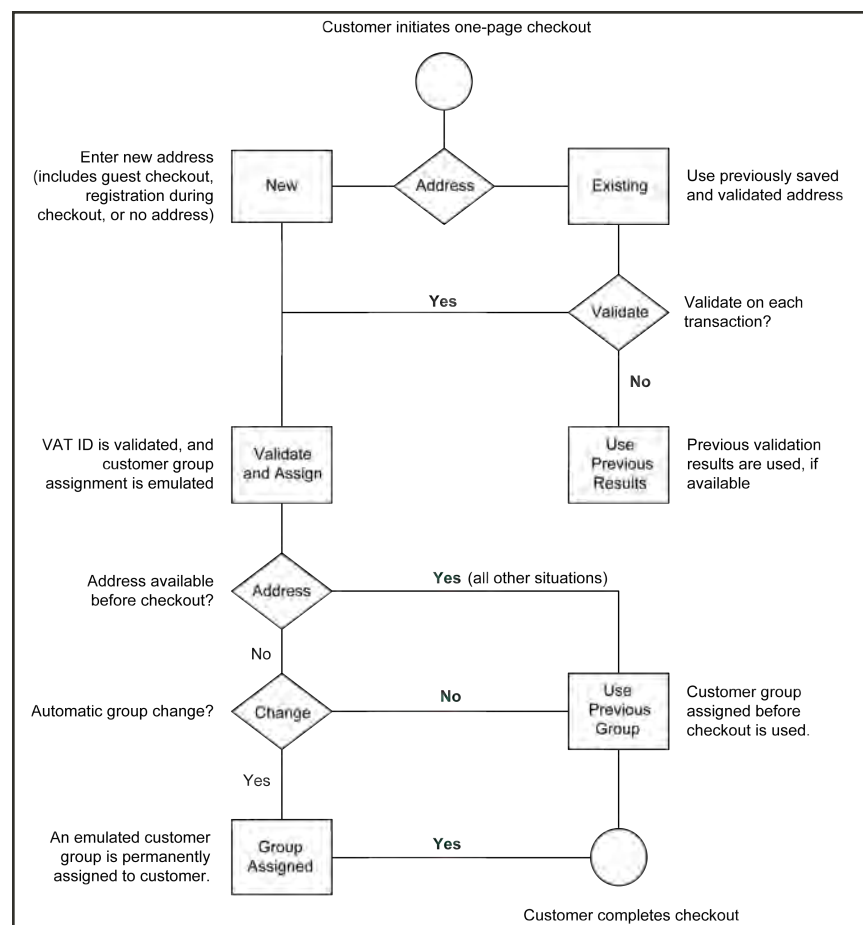 Customer initiates one-page checkout
Enter new address
(includes guest checkout,
registration during
checkout, or no address)
New
Address
Existing
Use previously saved
and validated address
Yes
Validate
Validate on each
transaction?
No
VAT ID is validated, and
customer group
assignment is emulated
Validate
and Assign
Use
Previous
Results
Previous validation
results are used, if
available
Address available
before checkout?
Address
Yes (all other situations)
No
Automatic group change?
Change
No
Use
Previous
Group
Customer group
assigned before
checkout is used.
Yes
An emulated customer
group is permanently
assigned to customer.
Group
Assigned
Yes
Customer completes checkout